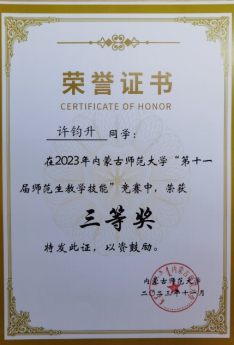 荣誉证书
CERTIFICATE OF HONOR
许钧升 同学：
在2023年内蒙古师范大学“第十一
届师范生教学技能”竞赛中，荣获
三等奖
特发此证，以资鼓励。
内蒙古师范大学
二〇二三年十一月